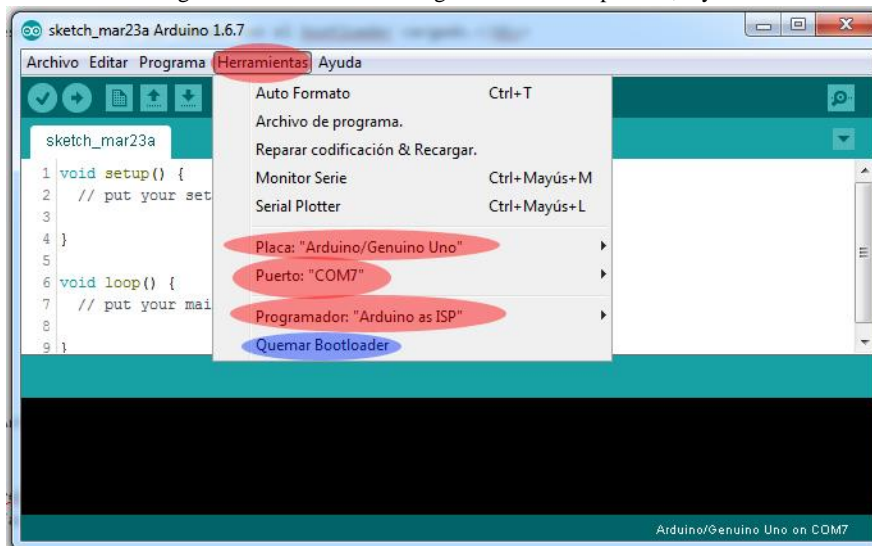 sketch_mar23a Arduino 1.6.7
Archivo Editar Programa Herramientas Ayuda
sketch_mar23a
Auto Formato Ctrl+T
Archivo de programa.
Reparar codificación & Recargar.
Monitor Serie Ctrl+Mayús+M
Serial Plotter Ctrl+Mayús+L
Placa: "Arduino/Genuino Uno"
Puerto: "COM7"
Programador: "Arduino as ISP"
Quemar Bootloader
1 void setup() {
2 // put your set
3
4 }
5
6 void loop() {
7 // put your mai
8
9 }
Arduino/Genuino Uno on COM7